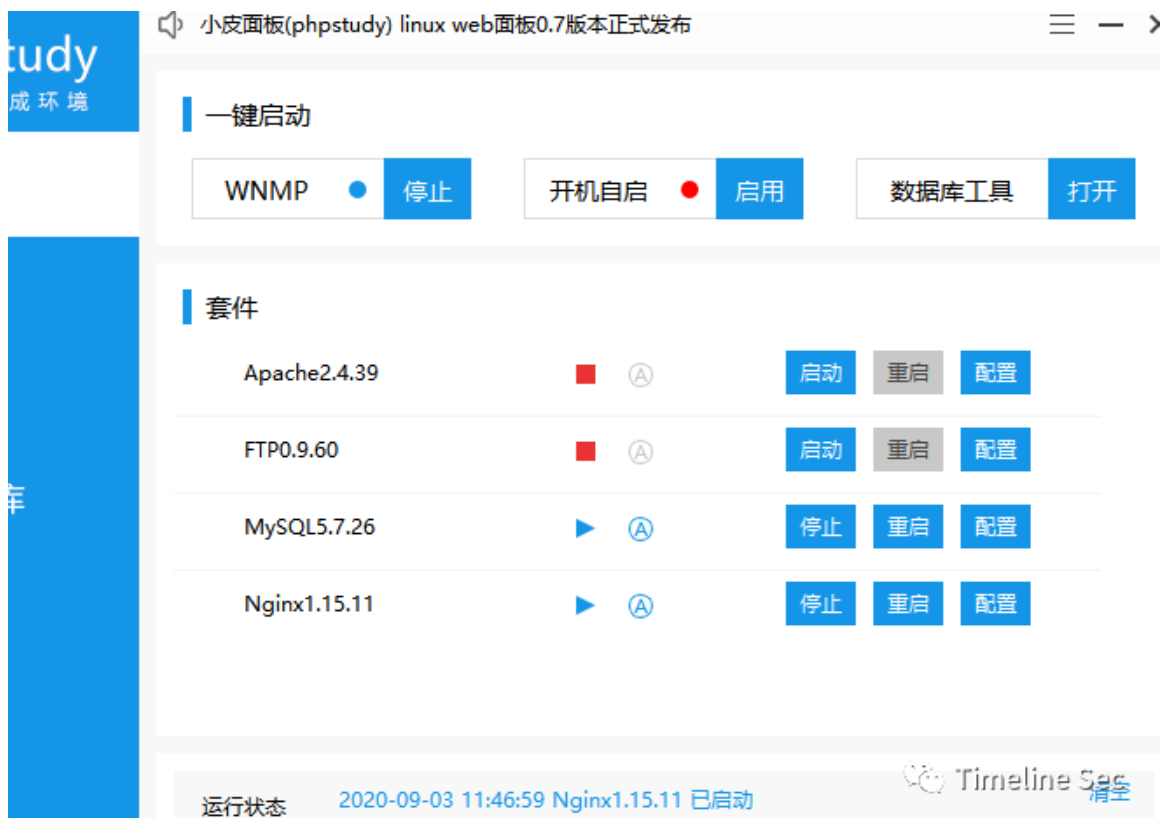 小皮面板(phpstudy) linux web面板0.7版本正式发布
tudy
成环境
一键启动
WNMP 停止 开机自启 启用 数据库工具 打开
套件
Apache2.4.39 A 启动 重启 配置
FTP0.9.60 A 启动 重启 配置
库
MySQL5.7.26 A 停止 重启 配置
Nginx1.15.11 A 停止 重启 配置
运行状态 2020-09-03 11:46:59 Nginx1.15.11 已启动 清空
Timeline Sec